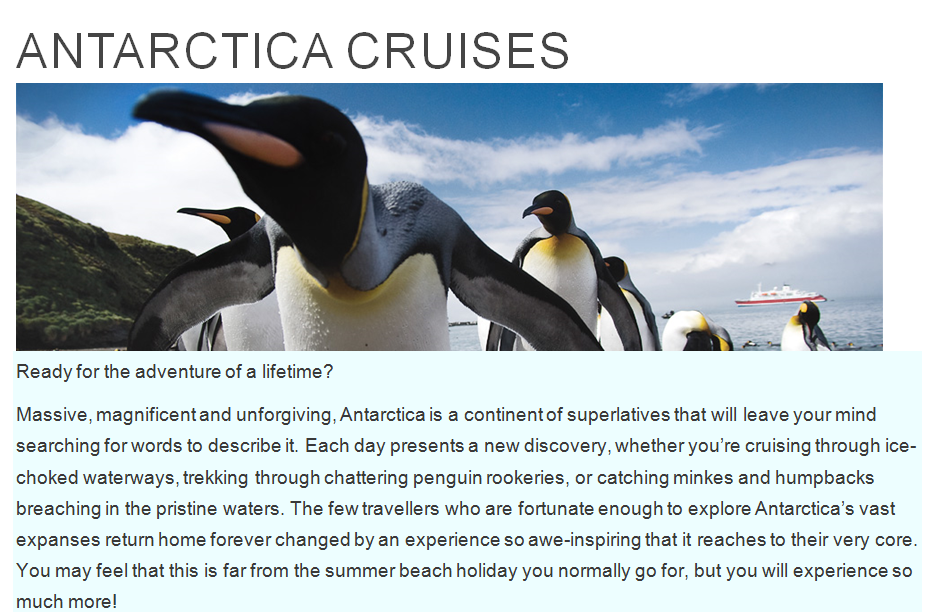 ANTARCTICA CRUISES
Ready for the adventure of a lifetime?
Massive, magnificent and unforgiving, Antarctica is a continent of superlatives that will leave your mind
searching for words to describe it. Each day presents a new discovery, whether you’re cruising through ice-
choked waterways, trekking through chattering penguin rookeries, or catching minkes and humpbacks
breaching in the pristine waters. The few travellers who are fortunate enough to explore Antarctica’s vast
expanses return home forever changed by an experience so awe-inspiring that it reaches to their very core.
You may feel that this is far from the summer beach holiday you normally go for, but you will experience so
much more!